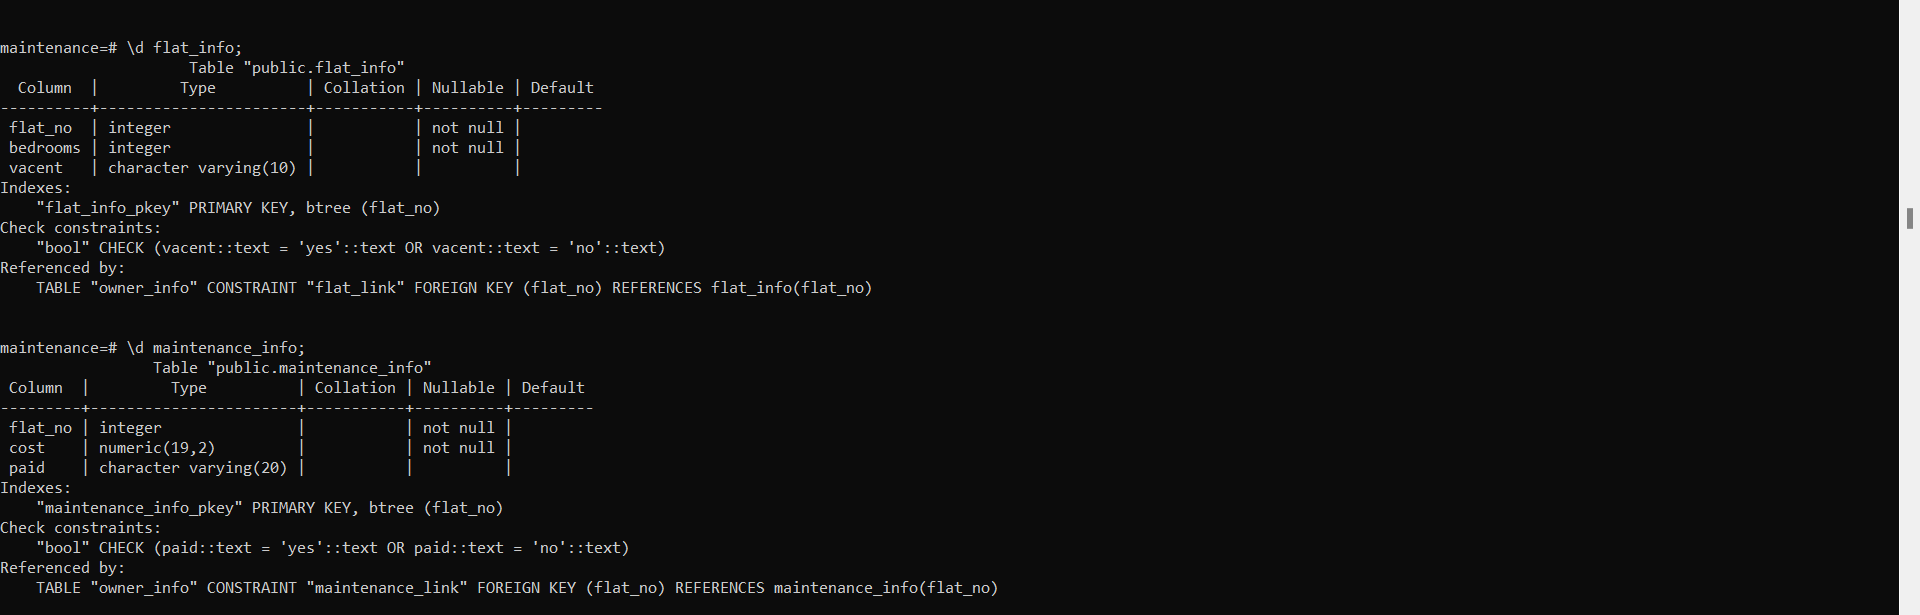 maintenance=# \d flat_info;
                     Table "public.flat_info"
  Column  |         Type          | Collation | Nullable | Default
----------+-----------------------+-----------+----------+---------
 flat_no  | integer               |           | not null |
 bedrooms | integer               |           | not null |
 vacent   | character varying(10) |           |          |
Indexes:
    "flat_info_pkey" PRIMARY KEY, btree (flat_no)
Check constraints:
    "bool" CHECK (vacent::text = 'yes'::text OR vacent::text = 'no'::text)
Referenced by:
    TABLE "owner_info" CONSTRAINT "flat_link" FOREIGN KEY (flat_no) REFERENCES flat_info(flat_no)
maintenance=# \d maintenance_info;
                 Table "public.maintenance_info"
 Column  |         Type          | Collation | Nullable | Default
---------+-----------------------+-----------+----------+---------
 flat_no | integer               |           | not null |
 cost    | numeric(19,2)         |           | not null |
 paid    | character varying(20) |           |          |
Indexes:
    "maintenance_info_pkey" PRIMARY KEY, btree (flat_no)
Check constraints:
    "bool" CHECK (paid::text = 'yes'::text OR paid::text = 'no'::text)
Referenced by:
    TABLE "owner_info" CONSTRAINT "maintenance_link" FOREIGN KEY (flat_no) REFERENCES maintenance_info(flat_no)